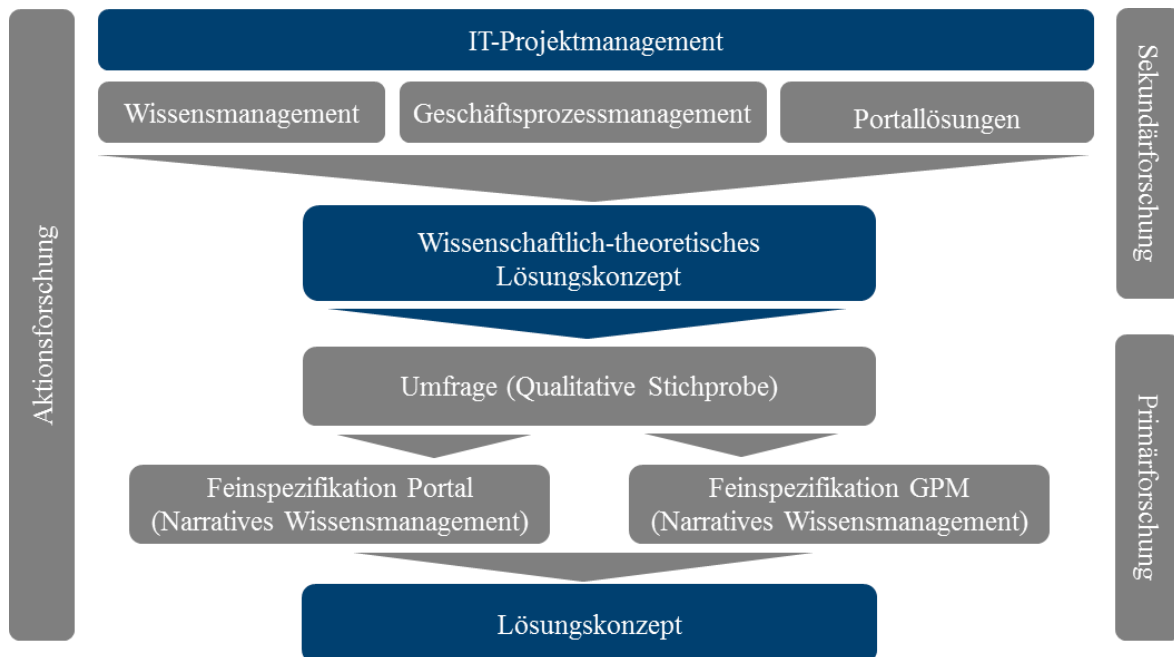 Aktionsforschung
IT-Projektmanagement
Wissensmanagement
Geschäftsprozessmanagement
Portallösungen
Sekundärforschung
Wissenschaftlich-theoretisches
Lösungskonzept
Umfrage (Qualitative Stichprobe)
Feinspezifikation Portal
(Narratives Wissensmanagement)
Feinspezifikation GPM
(Narratives Wissensmanagement)
Primärforschung
Lösungskonzept